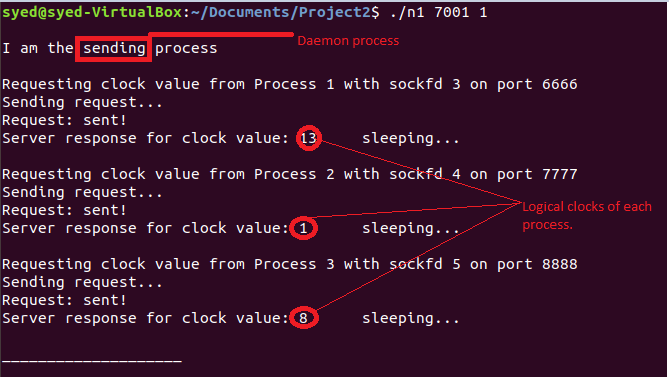 syed@syed-VirtualBox:~/Documents/Project2$ ./n1 7001 1
Daemon process
I am the sending process
Requesting clock value from Process 1 with sockfd 3 on port 6666
Sending request...
Request: sent!
Server response for clock value: 13 sleeping...
Requesting clock value from Process 2 with sockfd 4 on port 7777
Sending request...
Request: sent!
Server response for clock value: 1 sleeping...
Logical clocks of each
process.
Requesting clock value from Process 3 with sockfd 5 on port 8888
Sending request...
Request: sent!
Server response for clock value: 8 sleeping...
____________________